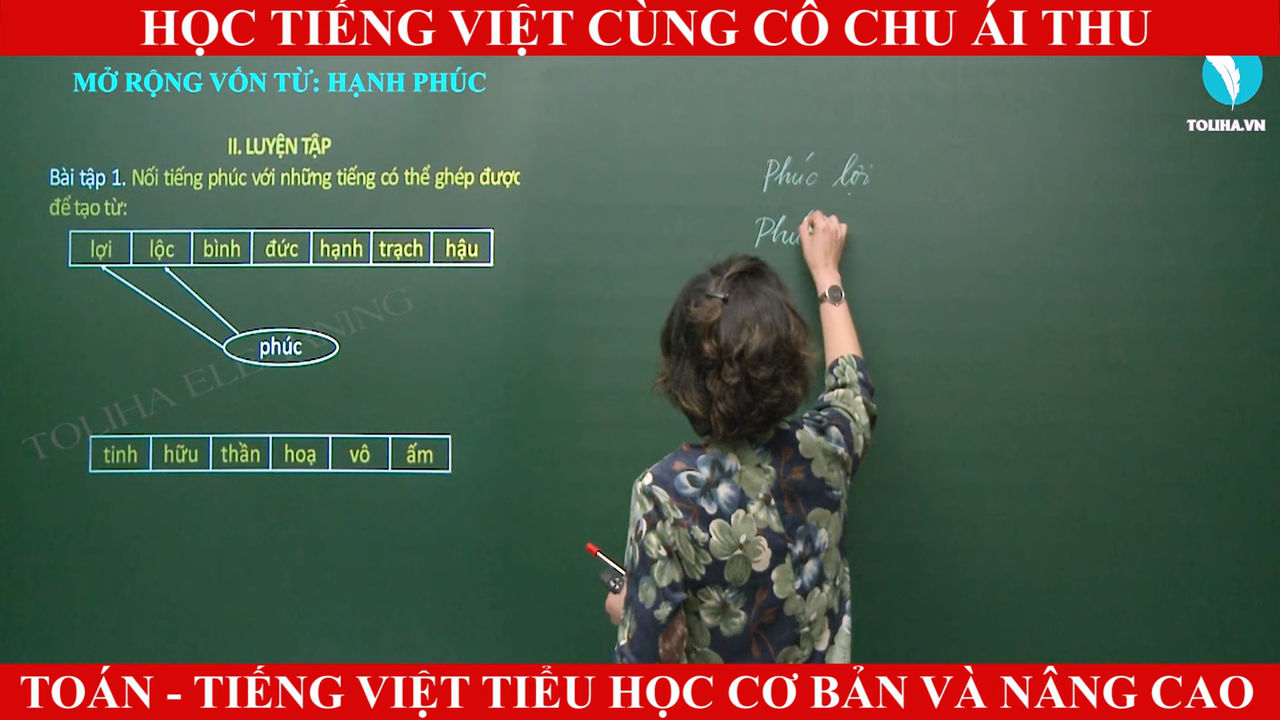 HỌC TIẾNG VIỆT CÙNG CÔ CHU ÁI THU
MỞ RỘNG VỐN TỪ: HẠNH PHÚC
TOLIHA.VN
II. LUYỆN TẬP
Bài tập 1. Nối tiếng phúc với những tiếng có thể ghép được
để tạo từ:
lợi lộc bình đức hạnh trạch hậu
phúc
tinh hữu thần hoạ vô ấm
Phúc lợi
Phú
TOLIHA ELEARNING
TOÁN - TIẾNG VIỆT TIỂU HỌC CƠ BẢN VÀ NÂNG CAO